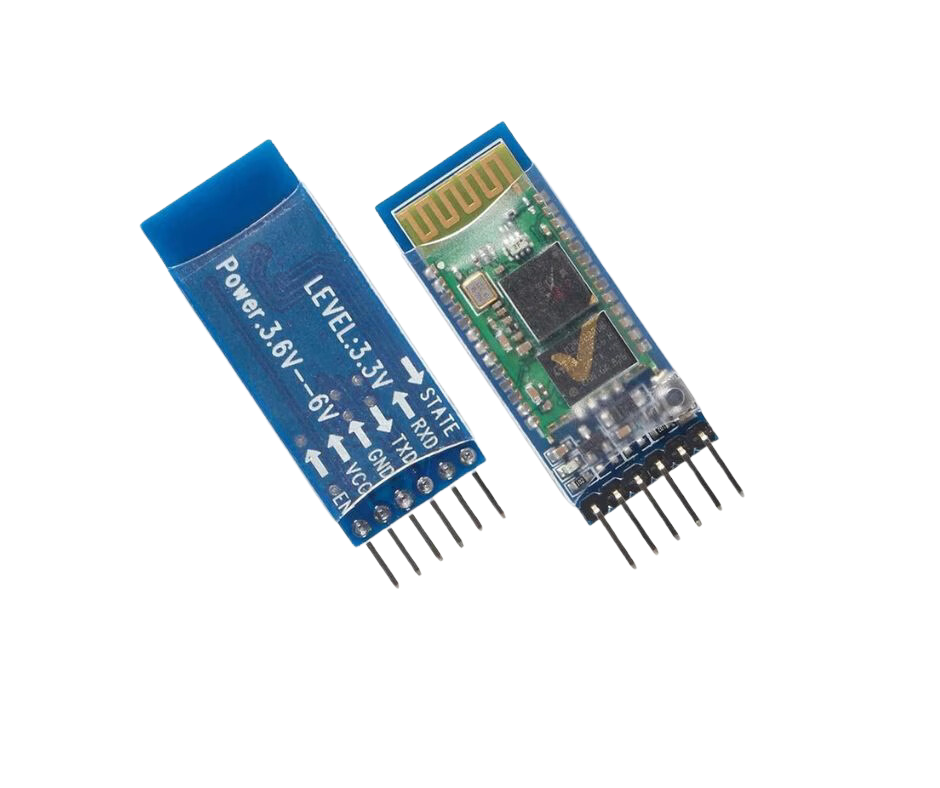 Power.3.6V--6V
LEVEL:3.3V
STATE
RXD
TXD
GND
VCC
EN